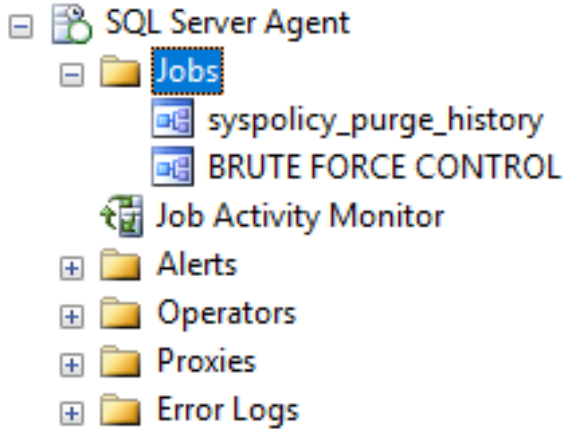 SQL Server Agent
Jobs
syspolicy_purge_history
BRUTE FORCE CONTROL
Job Activity Monitor
Alerts
Operators
Proxies
Error Logs